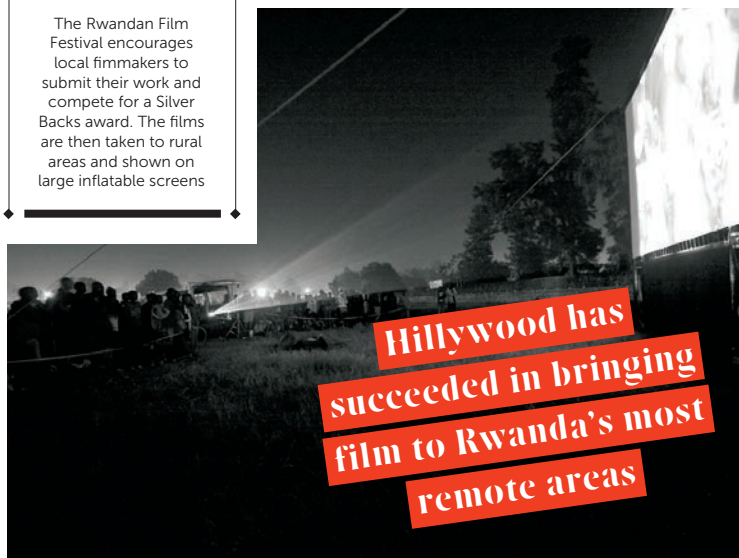 The Rwandan Film
Festival encourages
local fimmakers to
submit their work and
compete for a Silver
Backs award. The films
are then taken to rural
areas and shown on
large inflatable screens
Hillywood has
succeeded in bringing
film to Rwanda's most
remote areas